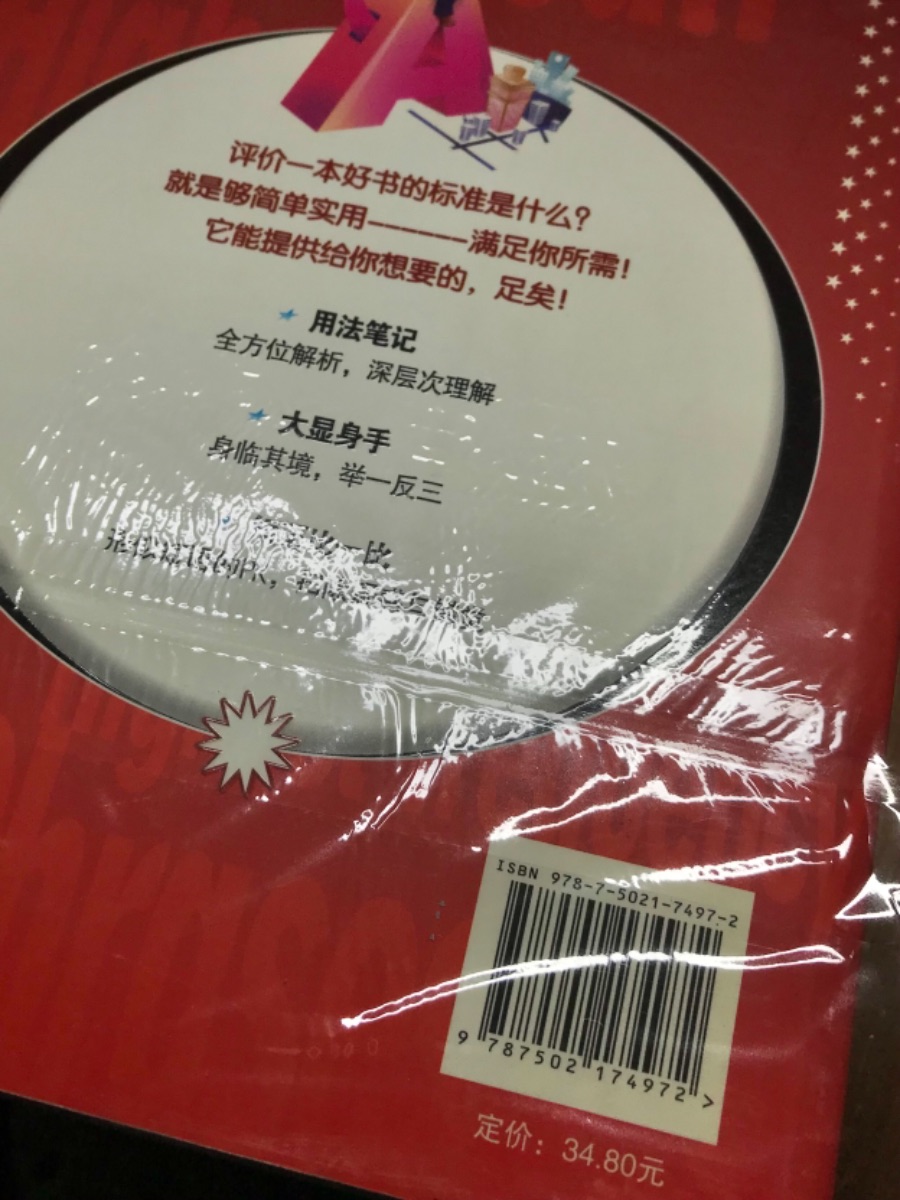 评价一本好书的标准是什么？
就是够简单实用------满足你所需！
它能提供给你想要的，足矣！
用法笔记
全方位解析，深层次理解
大显身手
身临其境，举一反三
比一比
ISBN 978-7-5021-7497-2
9 787502 174972 >
定价：34.80元